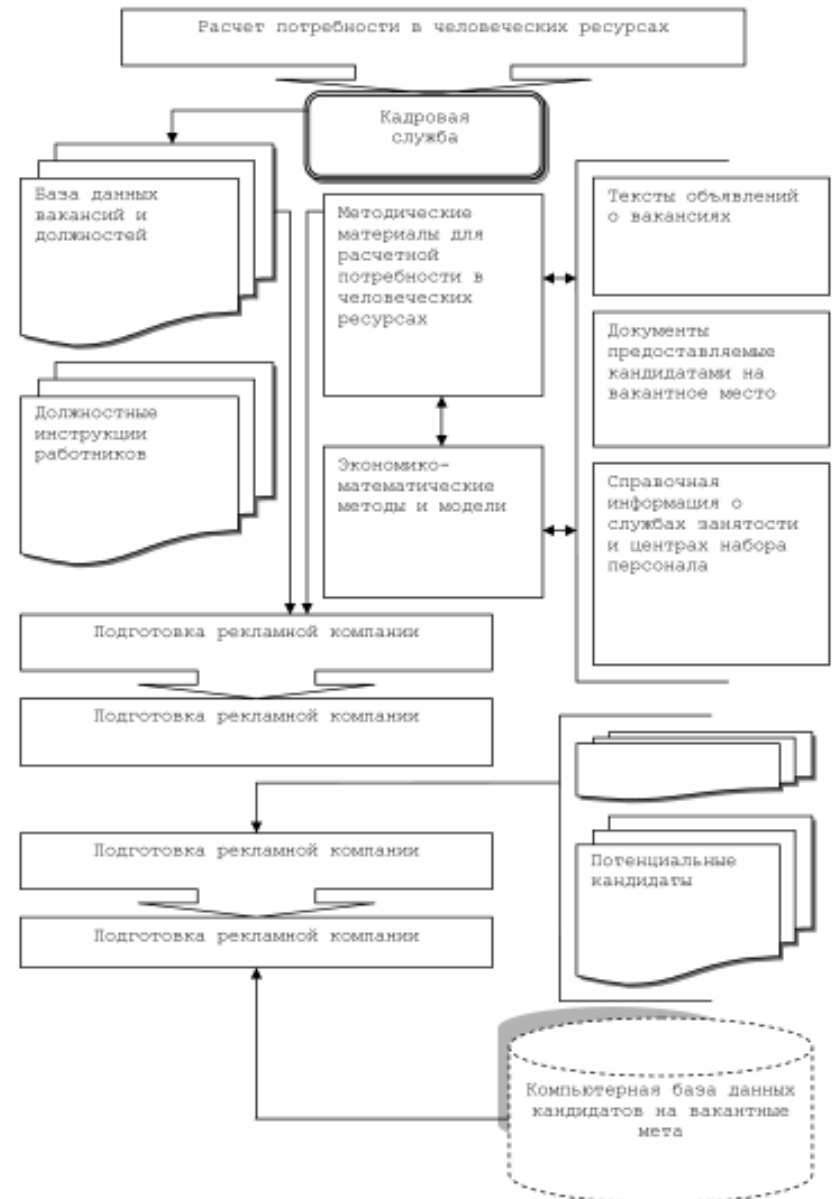 Расчет потребности в человеческих ресурсах
Кадровая
служба
База данных
вакансий и
должностей
Методические
материалы для
расчетной
потребности в
человеческих
ресурсах
Тексты объявлений
о вакансиях
Документы
предоставляемые
кандидатами на
вакантное место
Должностные
инструкции
работников
Экономико-
математические
методы и модели
Справочная
информация о
службах занятости
и центрах набора
персонала
Подготовка рекламной компании
Подготовка рекламной компании
Подготовка рекламной компании
Потенциальные
кандидаты
Подготовка рекламной компании
Компьютерная база данных
кандидатов на вакантные
мета